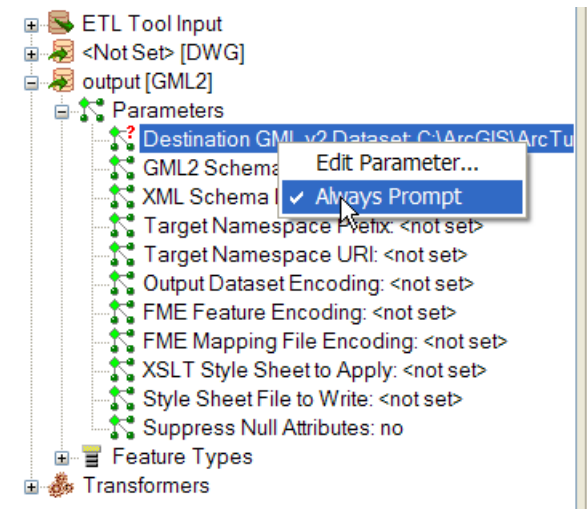 ETL Tool Input
<Not Set> [DWG]
output [GML2]
Parameters
Destination GML v2 Dataset: C:\ArcGIS\ArcTu
Edit Parameter...
GML2 Schema
Always Prompt
XML Schema
Target Namespace Prefix: <not set>
Target Namespace URI: <not set>
Output Dataset Encoding: <not set>
FME Feature Encoding: <not set>
FME Mapping File Encoding: <not set>
XSLT Style Sheet to Apply: <not set>
Style Sheet File to Write: <not set>
Suppress Null Attributes: no
Feature Types
Transformers